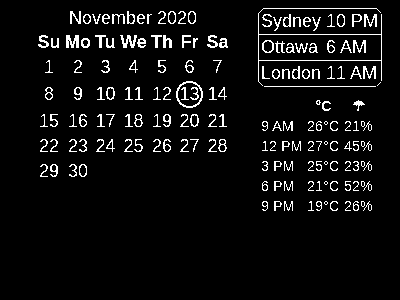 November 2020
Su Mo Tu We Th Fr Sa
1 2 3 4 5 6 7
8 9 10 11 12 13 14
15 16 17 18 19 20 21
22 23 24 25 26 27 28
29 30
Sydney 10 PM
Ottawa 6 AM
London 11 AM
°C ☂
9 AM 26°C 21%
12 PM 27°C 45%
3 PM 25°C 23%
6 PM 21°C 52%
9 PM 19°C 26%